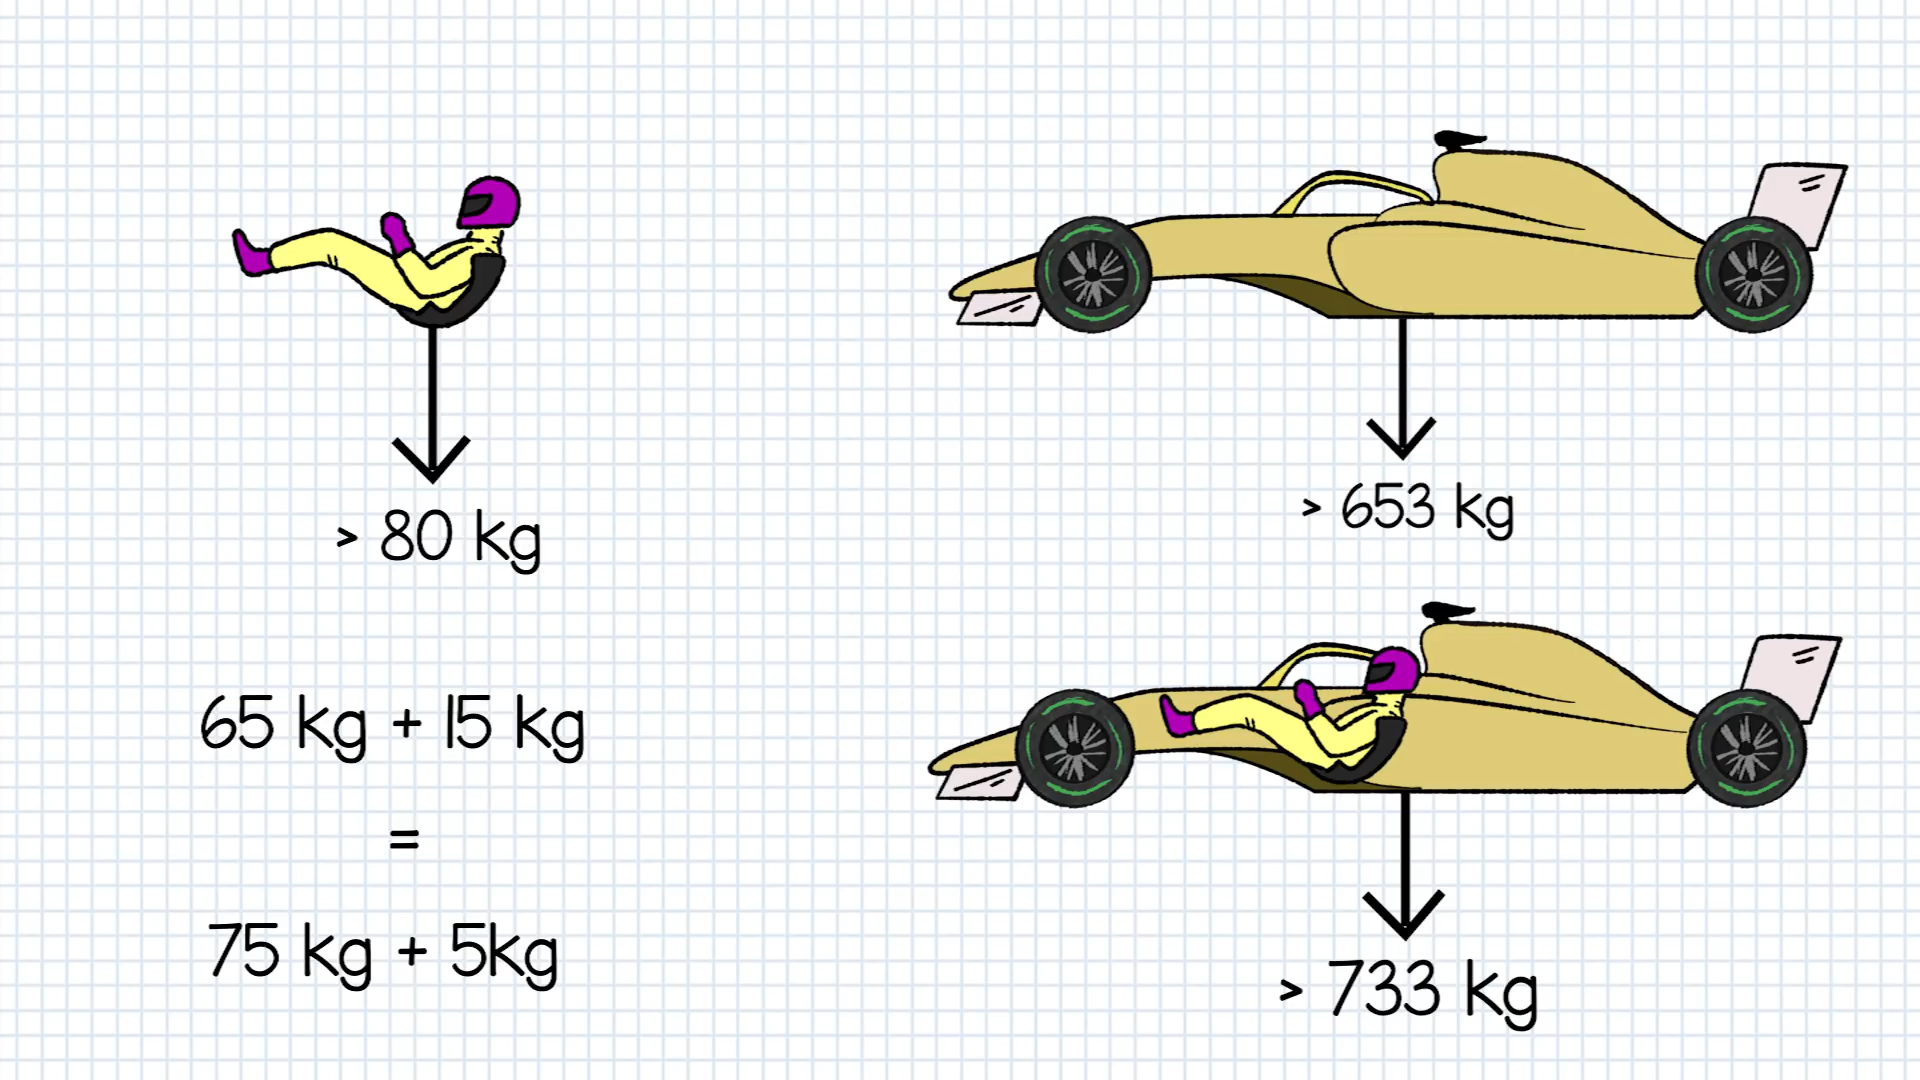 > 80 kg
65 kg + 15 kg
=
75 kg + 5kg
> 653 kg
> 733 kg